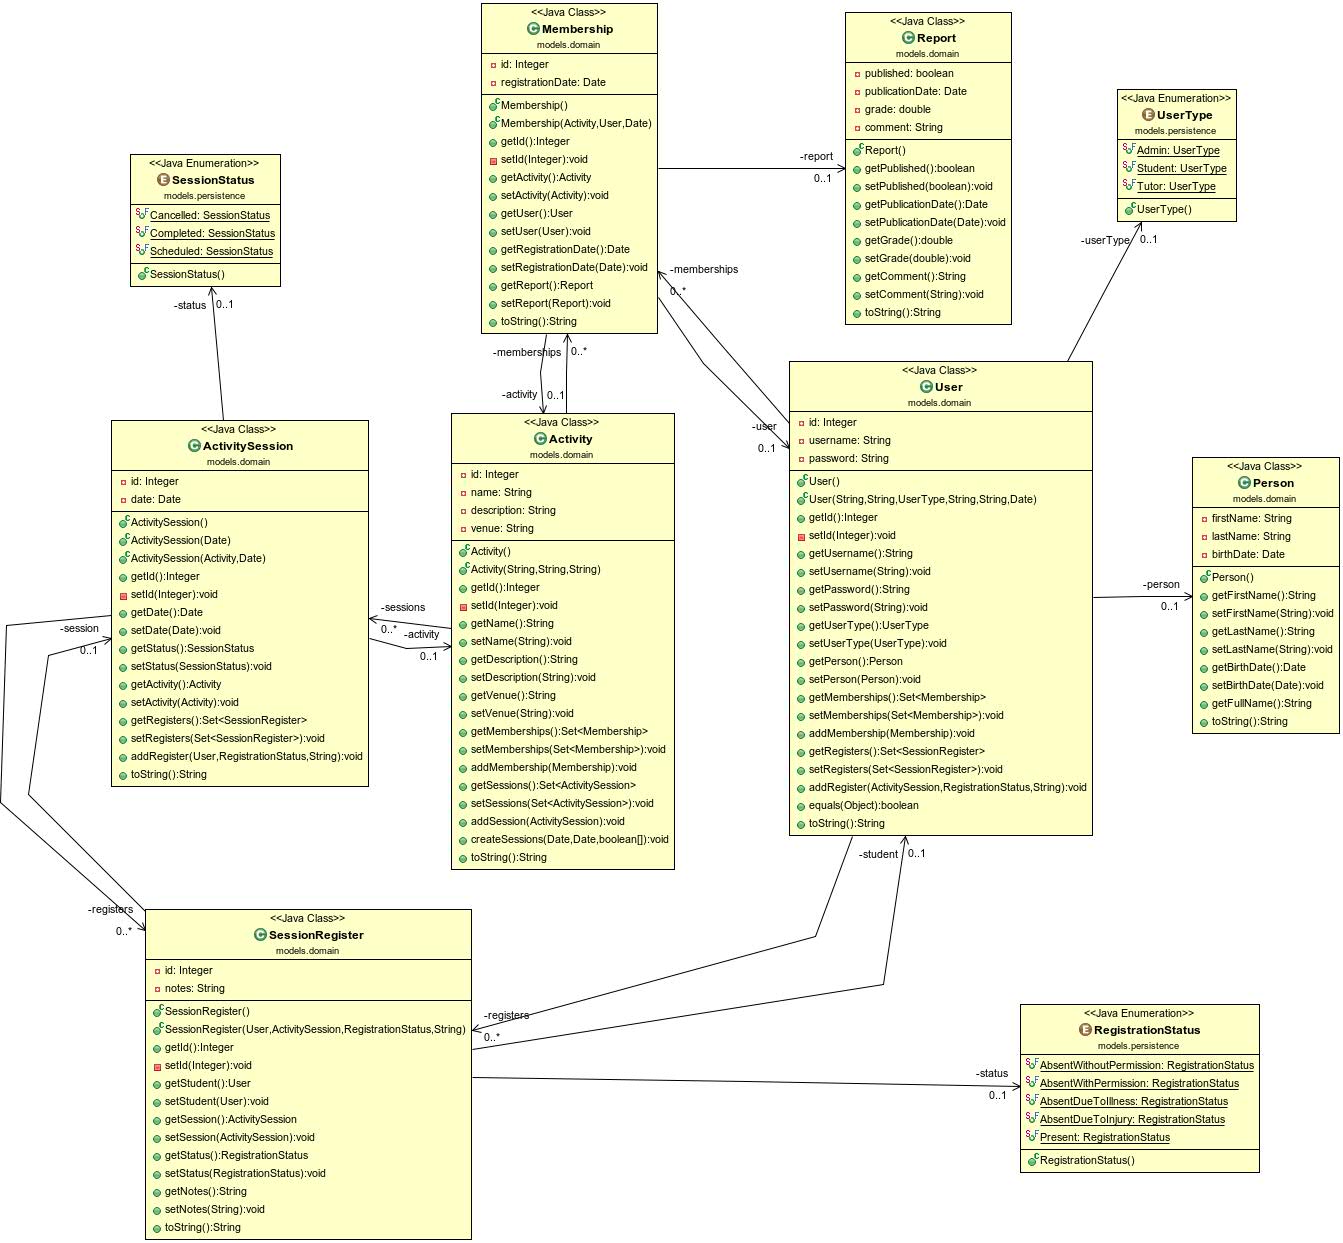 <<Java Class>>
Membership
models.domain
id: Integer
registrationDate: Date
Membership()
Membership(Activity,User,Date)
getId():Integer
setId(Integer):void
getActivity():Activity
setActivity(Activity):void
getUser():User
setUser(User):void
getRegistrationDate():Date
setRegistrationDate(Date):void
getReport():Report
setReport(Report):void
toString():String
-report
0..1
<<Java Class>>
Report
models.domain
published: boolean
publicationDate: Date
grade: double
comment: String
Report()
getPublished():boolean
setPublished(boolean):void
getPublicationDate():Date
setPublicationDate(Date):void
getGrade():double
setGrade(double):void
getComment():String
setComment(String):void
toString():String
<<Java Enumeration>>
UserType
models.persistence
Admin: UserType
Student: UserType
Tutor: UserType
UserType()
-userType
0..1
<<Java Enumeration>>
SessionStatus
models.persistence
Cancelled: SessionStatus
Completed: SessionStatus
Scheduled: SessionStatus
SessionStatus()
-status
0..1
-memberships
0..*
-memberships
0..*
-activity
0..1
-user
0..1
<<Java Class>>
ActivitySession
models.domain
id: Integer
date: Date
ActivitySession()
ActivitySession(Date)
ActivitySession(Activity,Date)
getId():Integer
setId(Integer):void
getDate():Date
setDate(Date):void
getStatus():SessionStatus
setStatus(SessionStatus):void
getActivity():Activity
setActivity(Activity):void
getRegisters():Set<SessionRegister>
setRegisters(Set<SessionRegister>):void
addRegister(User,RegistrationStatus,String):void
toString():String
-sessions
0..*
-activity
0..1
<<Java Class>>
Activity
models.domain
id: Integer
name: String
description: String
venue: String
Activity()
Activity(String,String,String)
getId():Integer
setId(Integer):void
getName():String
setName(String):void
getDescription():String
setDescription(String):void
getVenue():String
setVenue(String):void
getMemberships():Set<Membership>
setMemberships(Set<Membership>):void
addMembership(Membership):void
getSessions():Set<ActivitySession>
setSessions(Set<ActivitySession>):void
addSession(ActivitySession):void
createSessions(Date,Date,boolean[]):void
toString():String
<<Java Class>>
User
models.domain
id: Integer
username: String
password: String
User()
User(String,String,UserType,String,String,Date)
getId():Integer
setId(Integer):void
getUsername():String
setUsername(String):void
getPassword():String
setPassword(String):void
getUserType():UserType
setUserType(UserType):void
getPerson():Person
setPerson(Person):void
getMemberships():Set<Membership>
setMemberships(Set<Membership>):void
addMembership(Membership):void
getRegisters():Set<SessionRegister>
setRegisters(Set<SessionRegister>):void
addRegister(ActivitySession,RegistrationStatus,String):void
equals(Object):boolean
toString():String
-person
0..1
<<Java Class>>
Person
models.domain
firstName: String
lastName: String
birthDate: Date
Person()
getFirstName():String
setFirstName(String):void
getLastName():String
setLastName(String):void
getBirthDate():Date
setBirthDate(Date):void
getFullName():String
toString():String
-session
0..1
-student
0..1
-registers
0..*
<<Java Class>>
SessionRegister
models.domain
id: Integer
notes: String
SessionRegister()
SessionRegister(User,ActivitySession,RegistrationStatus,String)
getId():Integer
setId(Integer):void
getStudent():User
setStudent(User):void
getSession():ActivitySession
setSession(ActivitySession):void
getStatus():RegistrationStatus
setStatus(RegistrationStatus):void
getNotes():String
setNotes(String):void
toString():String
-registers
0..*
-status
0..1
<<Java Enumeration>>
RegistrationStatus
models.persistence
AbsentWithoutPermission: RegistrationStatus
AbsentWithPermission: RegistrationStatus
AbsentDueToIllness: RegistrationStatus
AbsentDueToInjury: RegistrationStatus
Present: RegistrationStatus
RegistrationStatus()